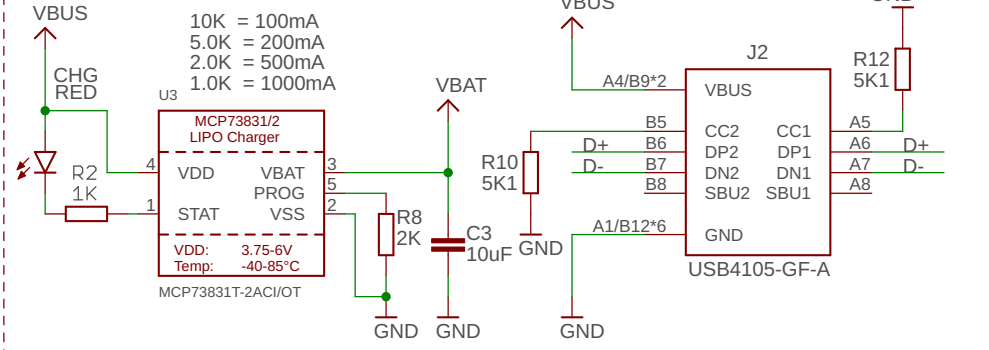 VBUS
10K = 100mA
5.0K = 200mA
2.0K = 500mA
1.0K = 1000mA
CHG
RED
U3
MCP73831/2
LIPO Charger
4
VDD
VBAT
3
PROG
5
1
STAT
VSS
2
VDD: 3.75-6V
Temp: -40-85°C
MCP73831T-2ACI/OT
R2
1K
VBAT
R8
2K
C3
10uF
GND
GND
VBUS
J2
A4/B9*2
VBUS
B5
CC2
CC1
A5
D+
B6
DP2
DP1
A6
D+
D-
B7
DN2
DN1
A7
D-
B8
SBU2
SBU1
A8
A1/B12*6
GND
USB4105-GF-A
R10
5K1
GND
GND
GND
R12
5K1